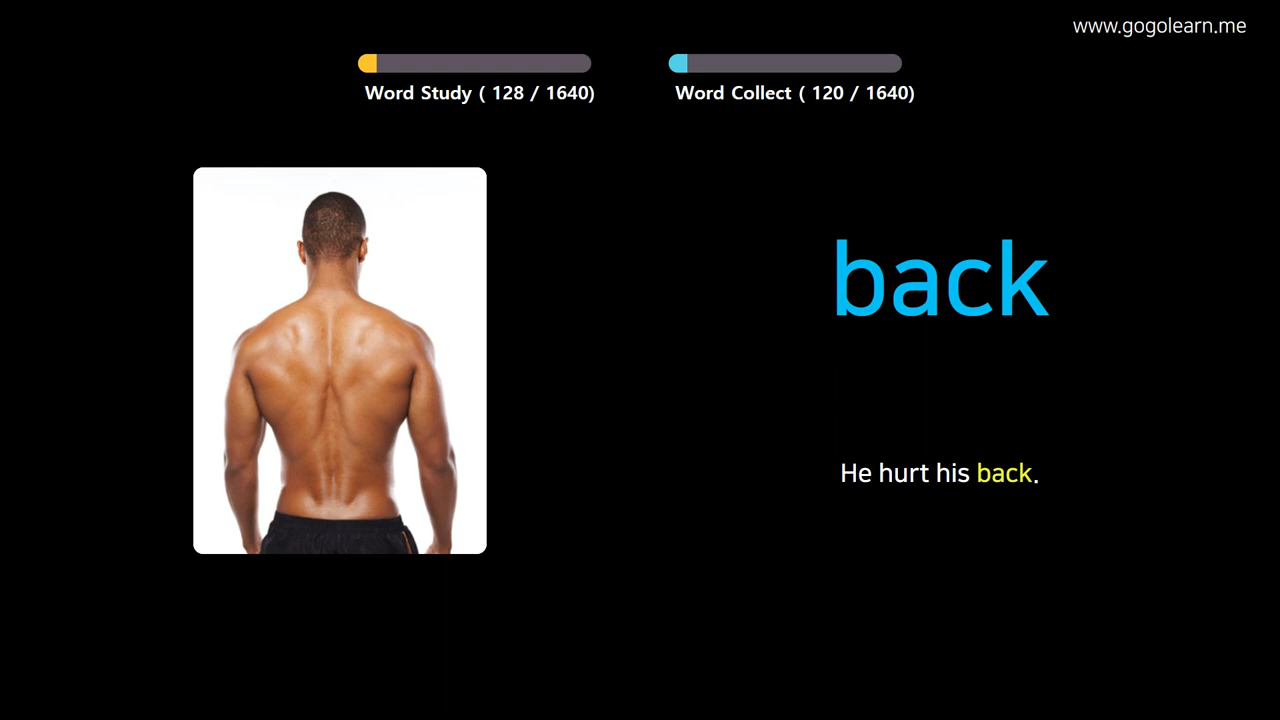 www.gogolearn.me
Word Study ( 128 / 1640)
Word Collect ( 120 / 1640)
back
He hurt his back.